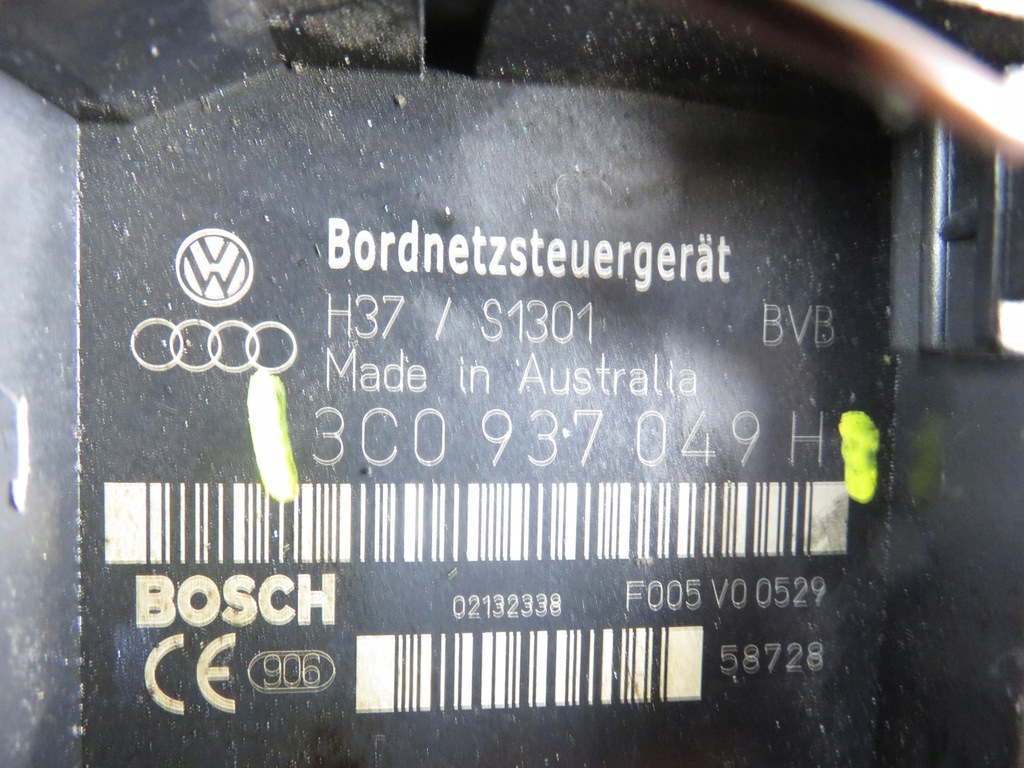 Bordnetzsteuergerät
H37 / S1301 BVB
Made in Australia
3C0 937 049 H
BOSCH 02132338 F005 V0 0529
CE 906 58728